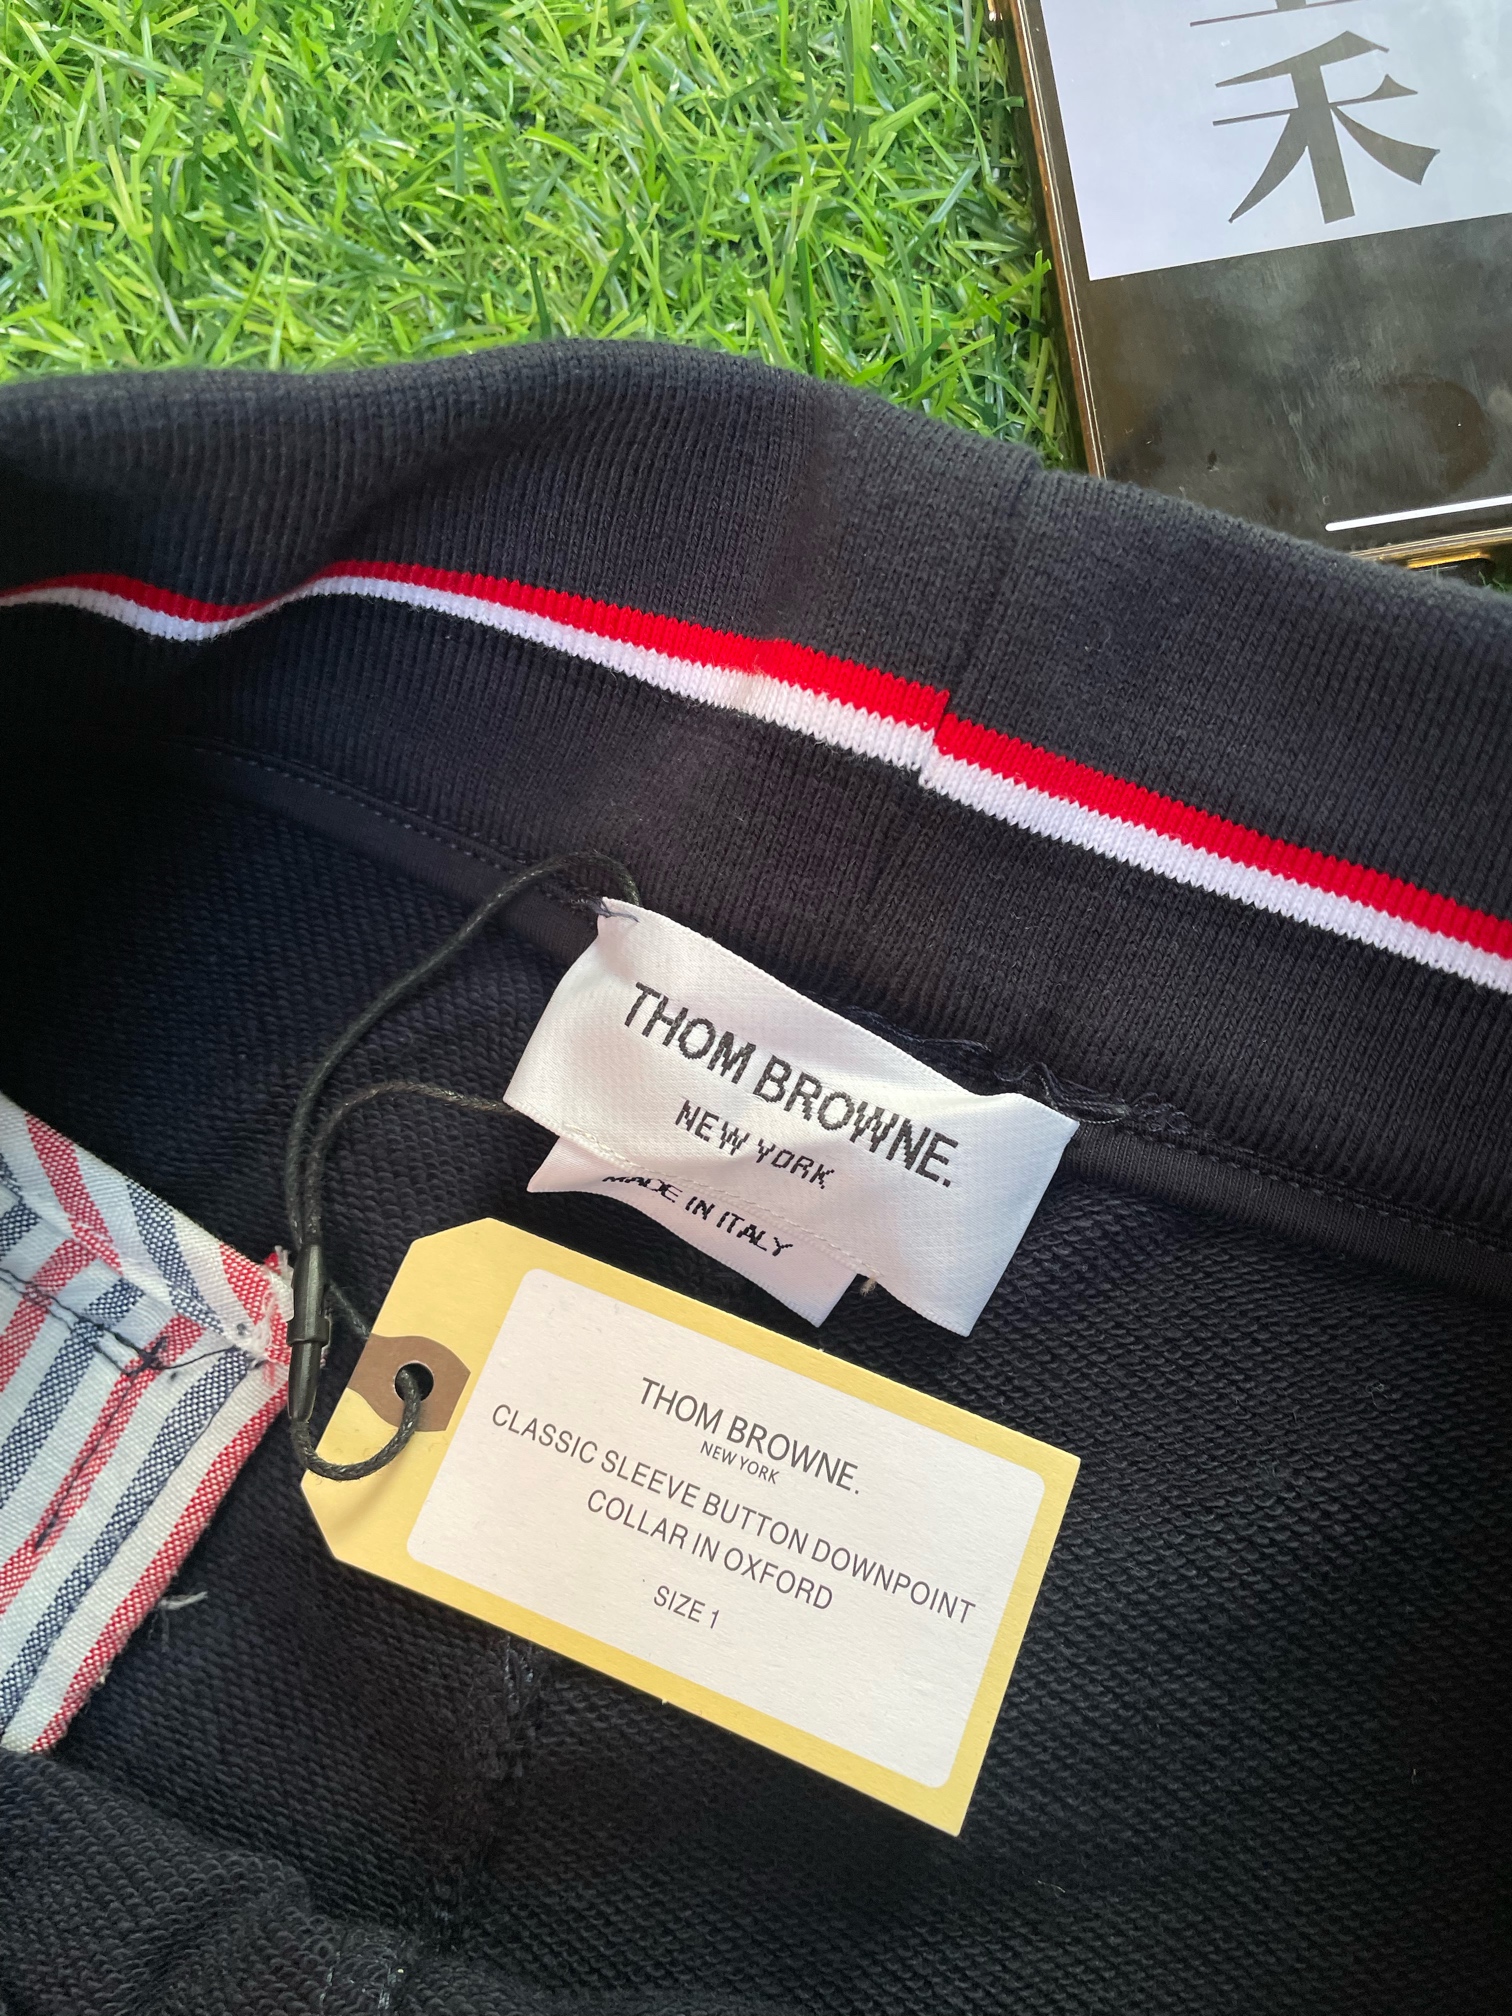 THOM BROWNE.
NEW YORK
MADE IN ITALY
THOM BROWNE.
NEW YORK
CLASSIC SLEEVE BUTTON DOWNPOINT
COLLAR IN OXFORD
SIZE 1